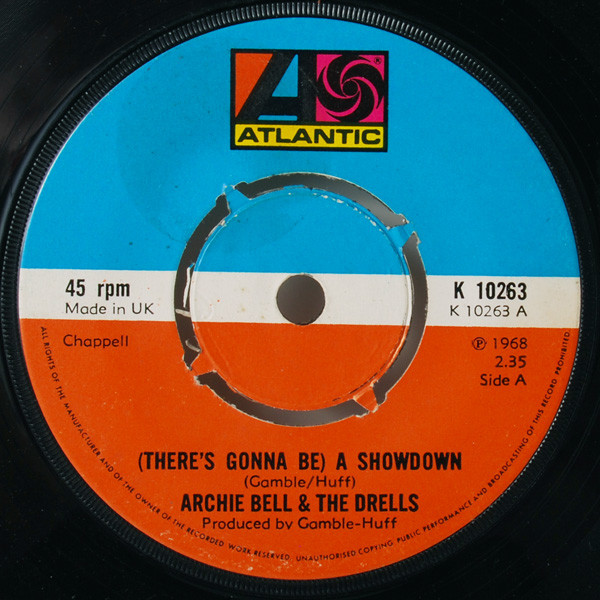 ATLANTIC
®
45 rpm
Made in UK
K 10263
K 10263 A
Chappell
℗ 1968
2.35
Side A
(THERE'S GONNA BE) A SHOWDOWN
(Gamble/Huff)
ARCHIE BELL & THE DRELLS
Produced by Gamble-Huff
ALL RIGHTS OF THE MANUFACTURER AND OF THE OWNER OF THE RECORDED WORK RESERVED. UNAUTHORISED COPYING PUBLIC PERFORMANCE AND BROADCASTING OF THIS RECORD PROHIBITED